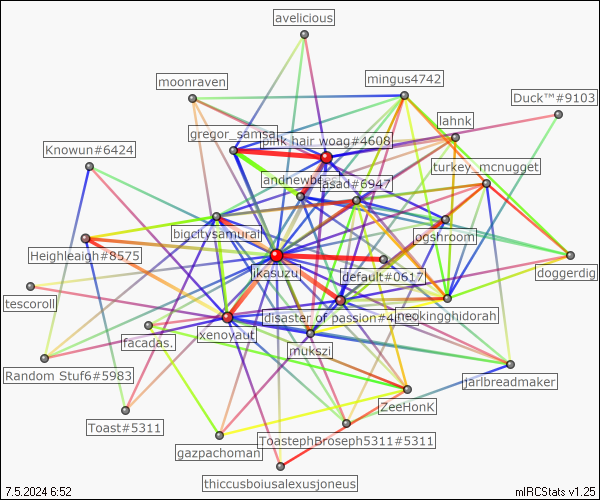 avelicious
moonraven
mingus4742
Duck™#9103
gregor_samsa
pink hair woag#4608
lahnk
Knowun#6424
turkey_mcnugget
asad#6947
bigcitysamurai
ogshroom
Heighleaigh#8575
jkasuzu
default#0617
doggerdig
tescoroll
disaster of passion#4
neokingghidorah
facadas.
xenoyaut
mukszi
Random Stuf6#5983
jarlbreadmaker
ZeeHonK
Toast#5311
ToastephBroseph5311#5311
gazpachoman
thiccusboiusalexusjoneus
7.5.2024 6:52
mIRCStats v1.25